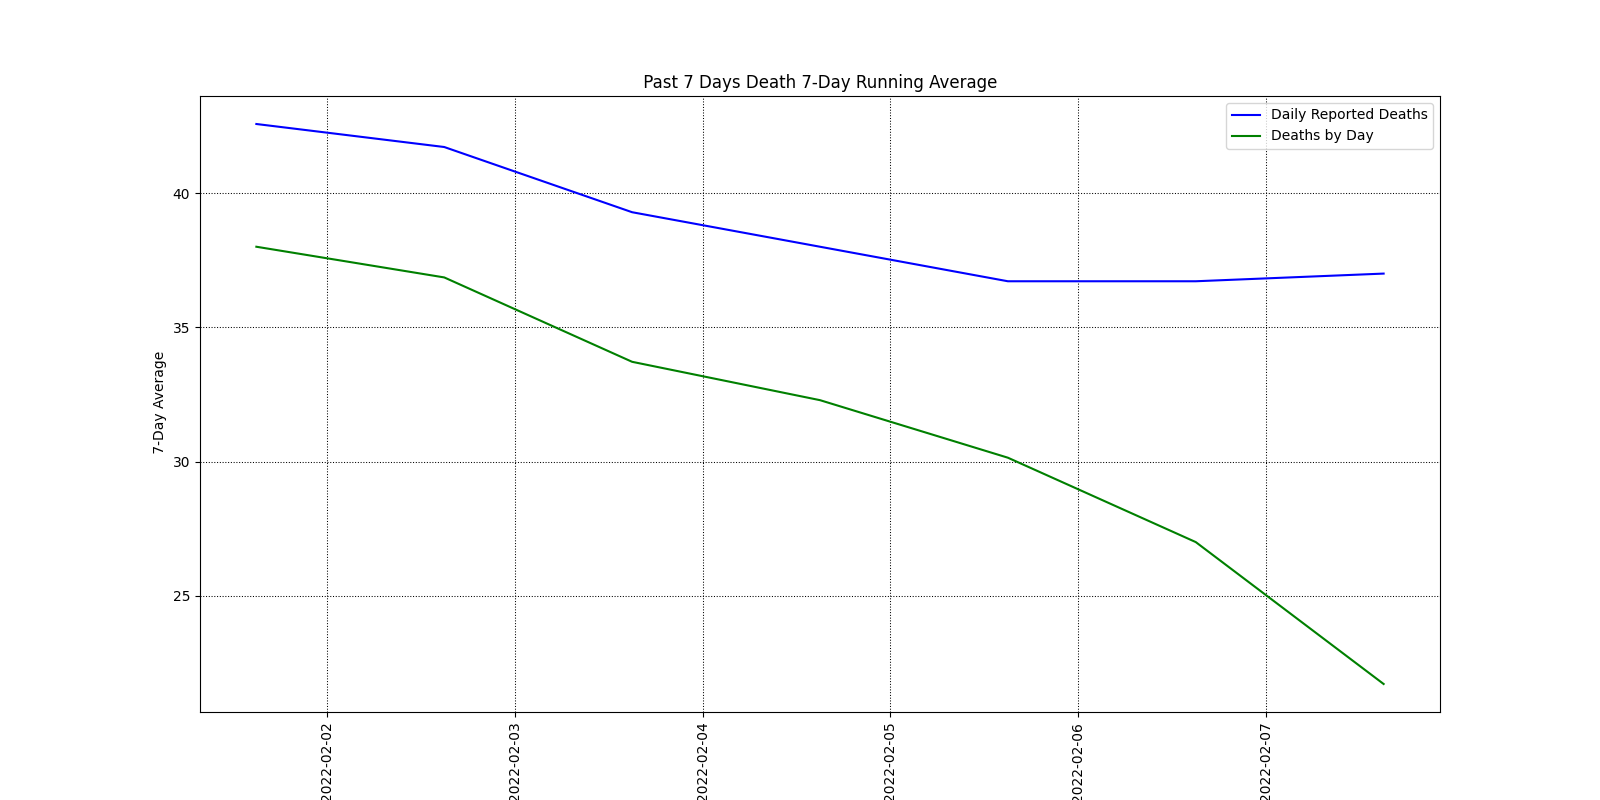 Past 7 Days Death 7-Day Running Average
Daily Reported Deaths
Deaths by Day
40
35
30
25
7-Day Average
2022-02-02
2022-02-03
2022-02-04
2022-02-05
2022-02-06
2022-02-07